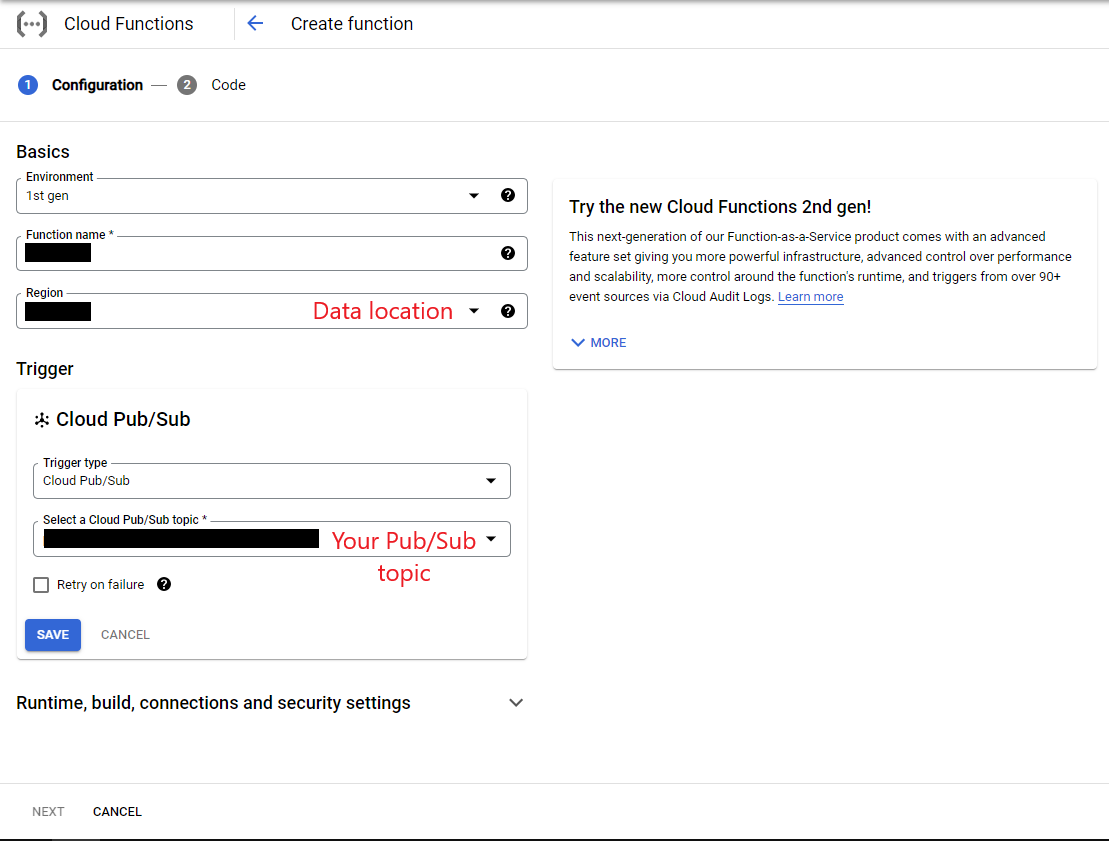 Cloud Functions
Create function
1 Configuration — 2 Code
Basics
Environment
1st gen
Function name *
Region
Data location
Trigger
Cloud Pub/Sub
Trigger type
Cloud Pub/Sub
Select a Cloud Pub/Sub topic *
Your Pub/Sub
topic
Retry on failure
SAVE CANCEL
Runtime, build, connections and security settings
NEXT CANCEL
Try the new Cloud Functions 2nd gen!
This next-generation of our Function-as-a-Service product comes with an advanced
feature set giving you more powerful infrastructure, advanced control over performance
and scalability, more control around the function's runtime, and triggers from over 90+
event sources via Cloud Audit Logs. Learn more
MORE